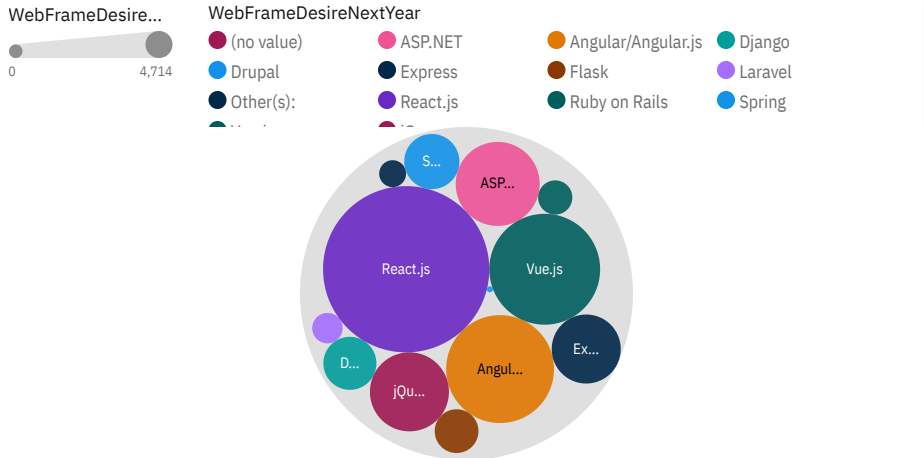 WebFrameDesire...
0
4,714
WebFrameDesireNextYear
(no value) ASP.NET Angular/Angular.js Django
Drupal Express Flask Laravel
Other(s): React.js Ruby on Rails Spring
S...
ASP...
React.js
Vue.js
Ex...
D...
Angul...
jQu...